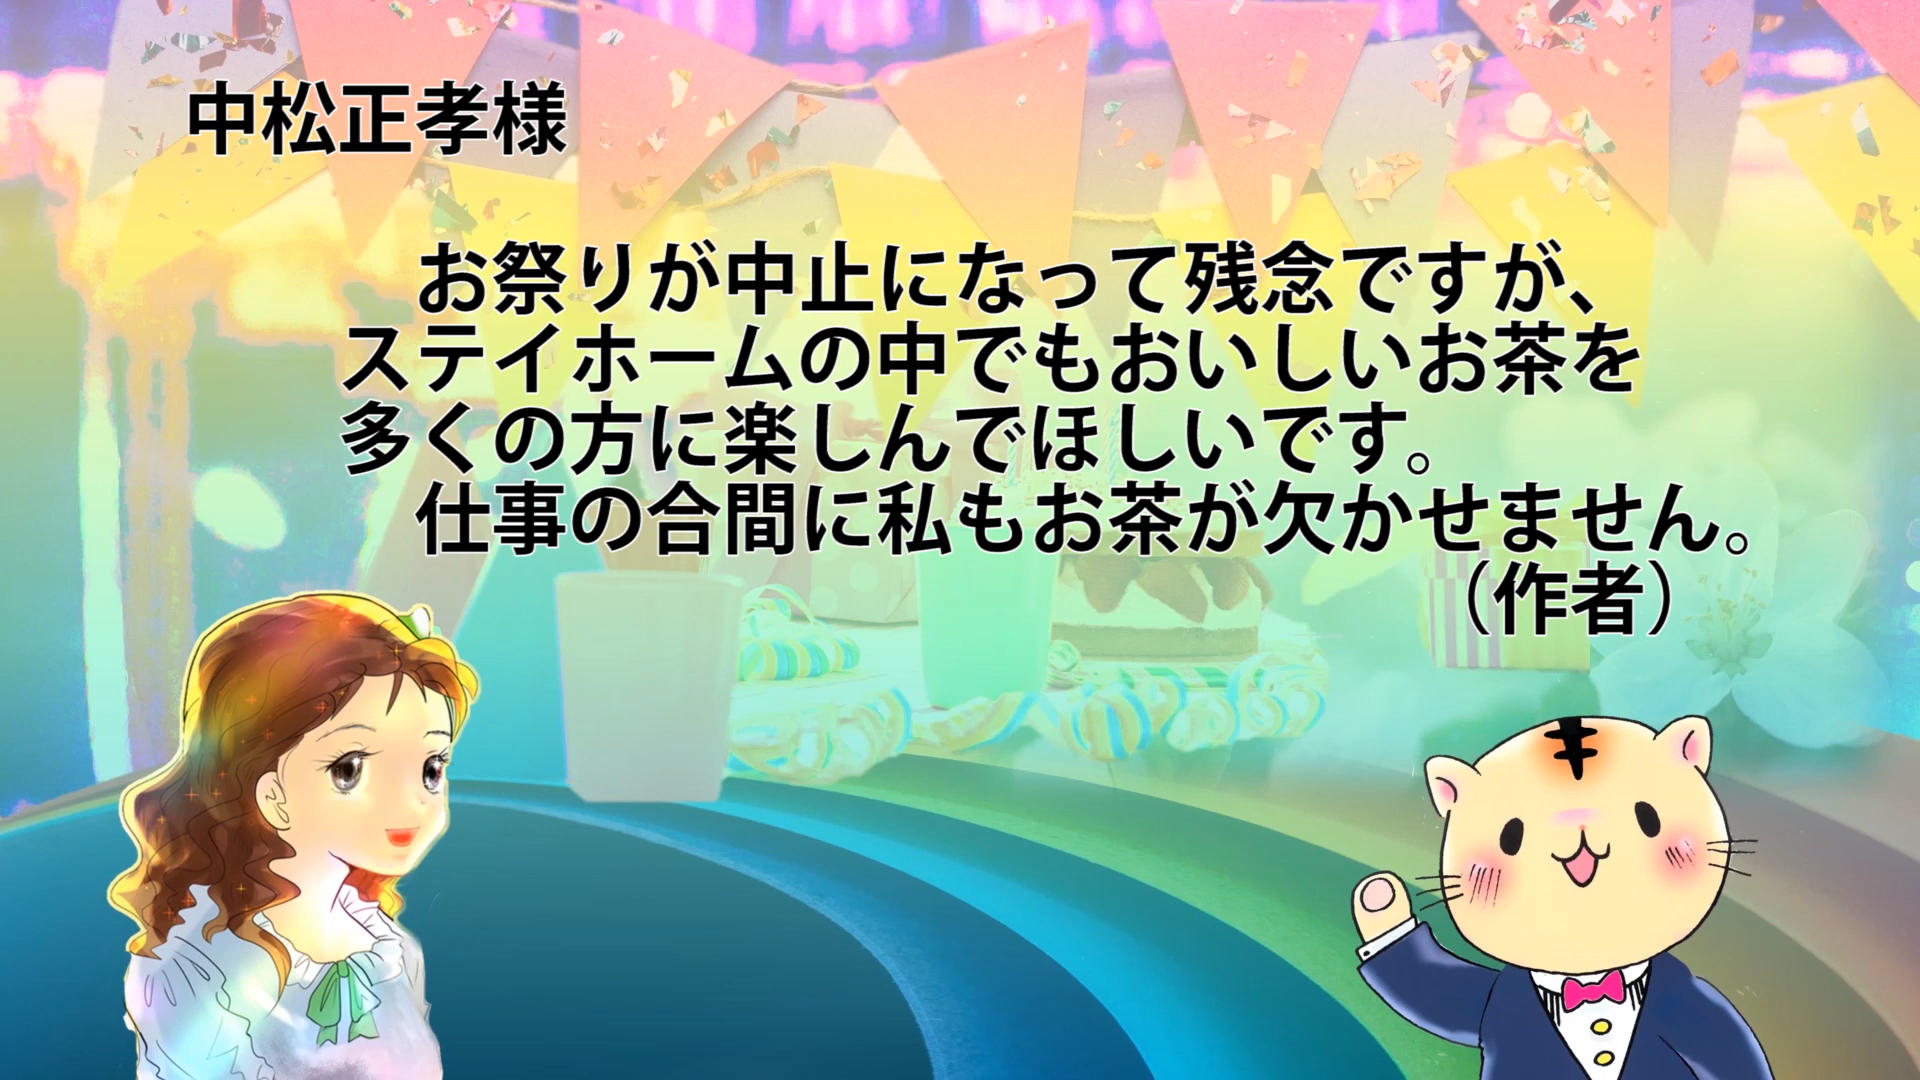 中松正孝様
お祭りが中止になって残念ですが、
ステイホームの中でもおいしいお茶を
多くの方に楽しんでほしいです。
仕事の合間に私もお茶が欠かせません。
（作者）